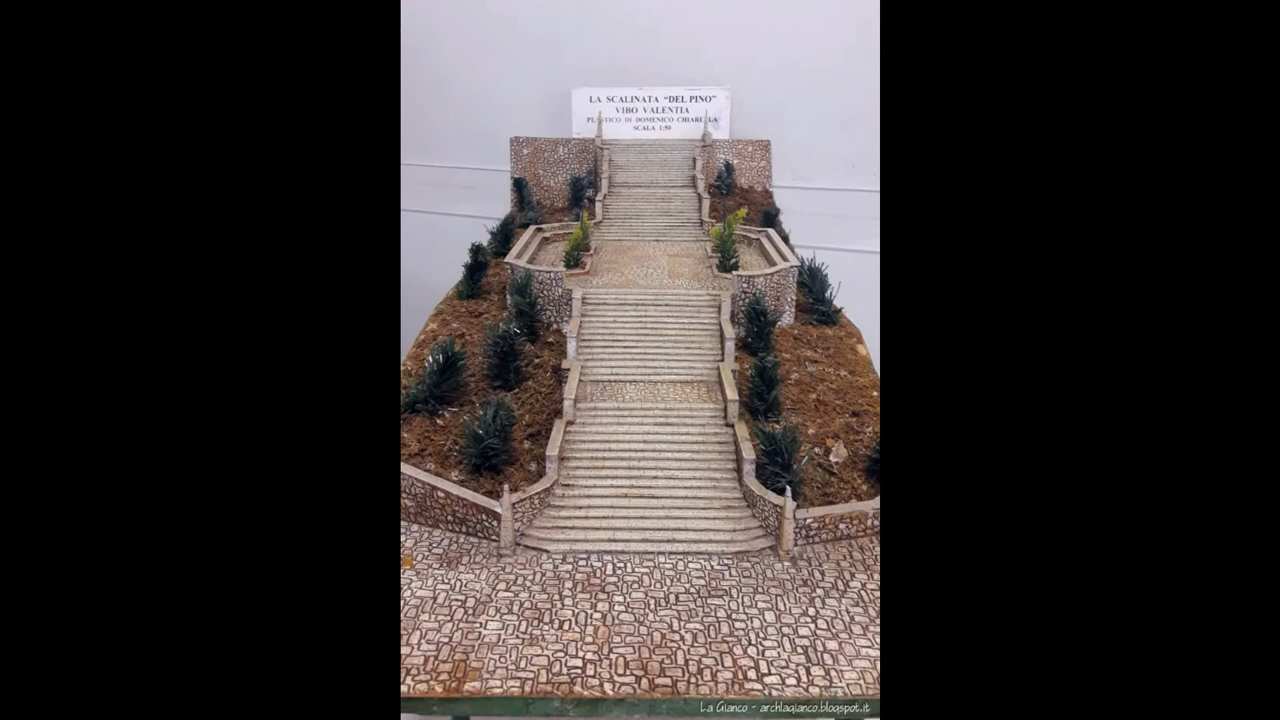 LA SCALINATA "DEL PINO"
VIBO VALENTIA
PLASTICO DI DOMENICO CHIARELLA
SCALA 1:50
La Gianco - archlagianco.blogspot.it